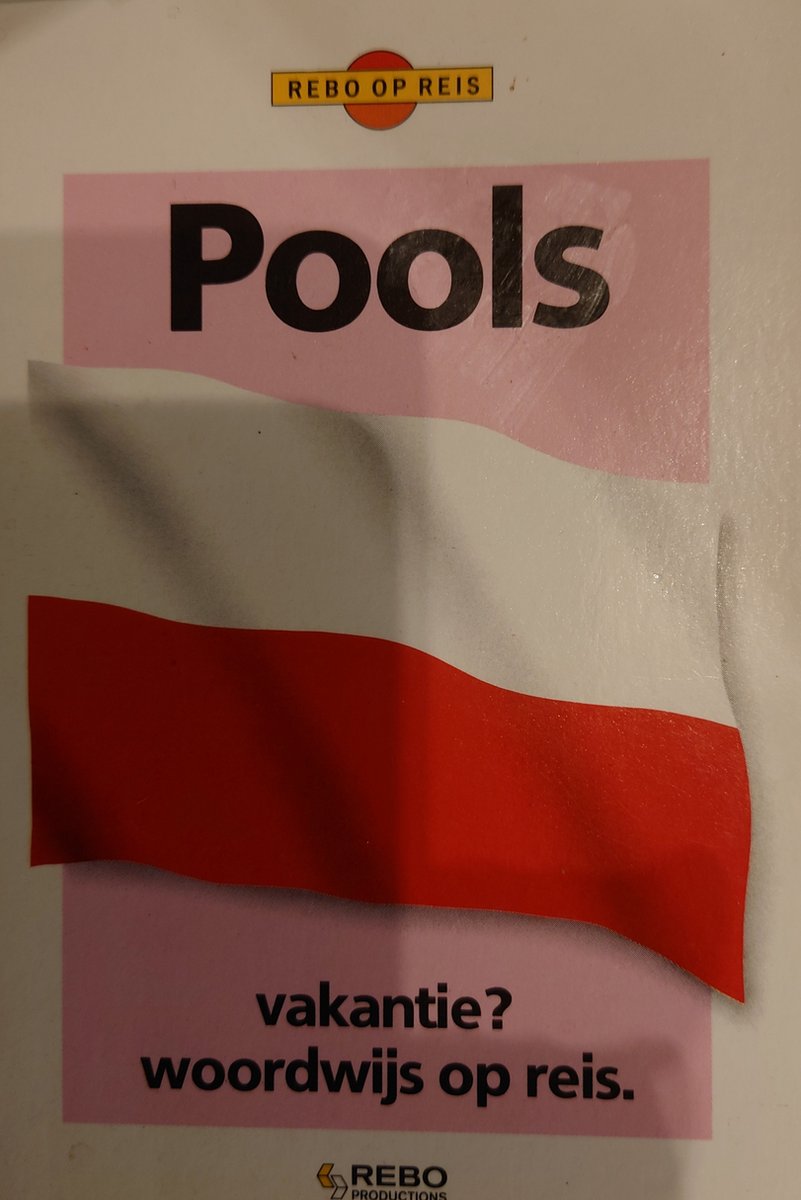 REBO OP REIS
Pools
vakantie?
woordwijs op reis.
REBO
PRODUCTIONS